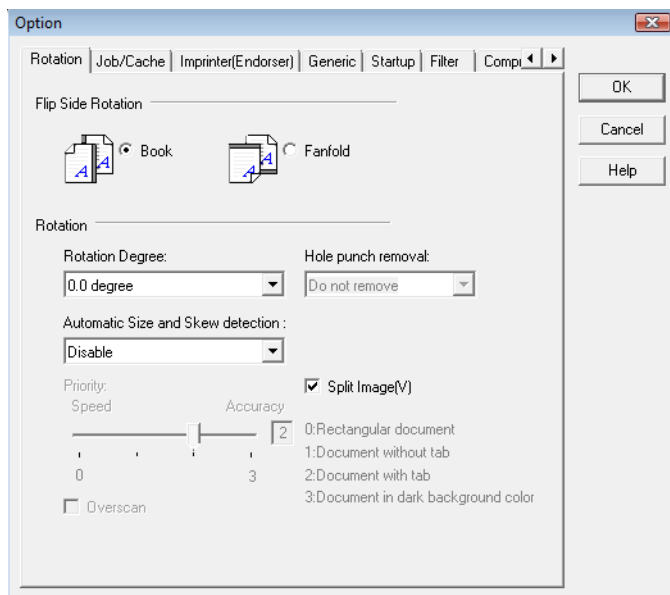 Option
Rotation Job/Cache Imprinter(Endorser) Generic Startup Filter
OK
Flip Side Rotation
Cancel
A A Book A A Fanfold
Help
Rotation
Rotation Degree: Hole punch removal:
0.0 degree Do not remove
Automatic Size and Skew detection :
Disable
Priority: Split Image(V)
Speed Accuracy
2
0:Rectangular document
1:Document without tab
0 3 2:Document with tab
3:Document in dark background color
Overscan